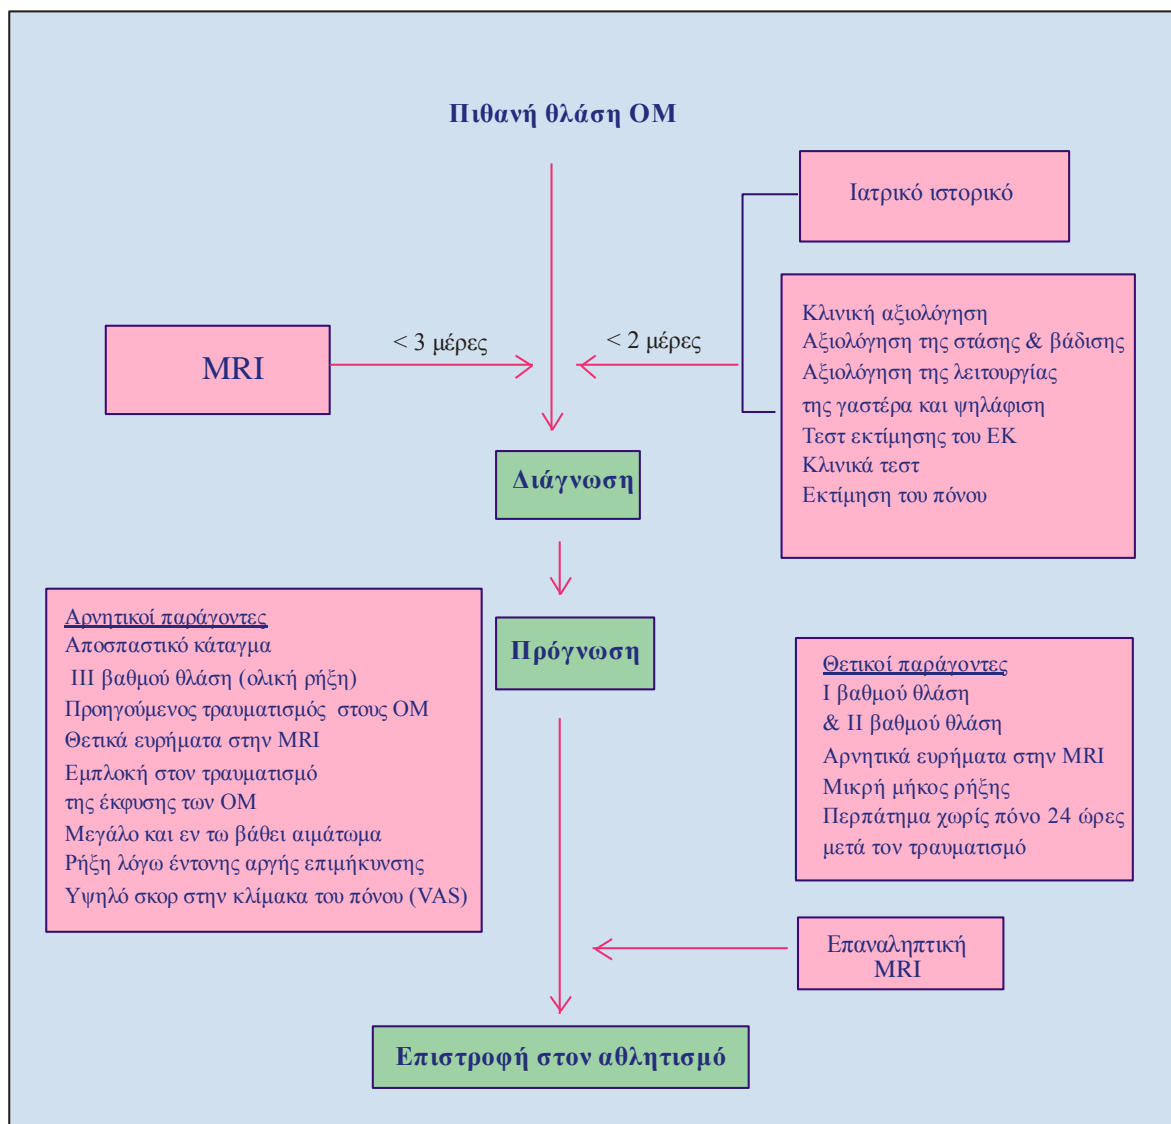 Πιθανή θλάση ΟΜ
Ιατρικό ιστορικό
Κλινική αξιολόγηση
Αξιολόγηση της στάσης & βάδισης
Αξιολόγηση της λειτουργίας
της γαστέρα και ψηλάφιση
Τεστ εκτίμησης του ΕΚ
Κλινικά τεστ
Εκτίμηση του πόνου
MRI
< 3 μέρες
< 2 μέρες
Διάγνωση
Πρόγνωση
Αρνητικοί παράγοντες
Αποσπαστικό κάταγμα
III βαθμού θλάση (ολική ρήξη)
Προηγούμενος τραυματισμός στους ΟΜ
Θετικά ευρήματα στην MRI
Εμπλοκή στον τραυματισμό
της έκφυσης των ΟΜ
Μεγάλο και εν τω βάθει αιμάτωμα
Ρήξη λόγω έντονης αργής επιμήκυνσης
Υψηλό σκορ στην κλίμακα του πόνου (VAS)
Θετικοί παράγοντες
I βαθμού θλάση
& II βαθμού θλάση
Αρνητικά ευρήματα στην MRI
Μικρή μήκος ρήξης
Περπάτημα χωρίς πόνο 24 ώρες
μετά τον τραυματισμό
Επαναληπτική
MRI
Επιστροφή στον αθλητισμό